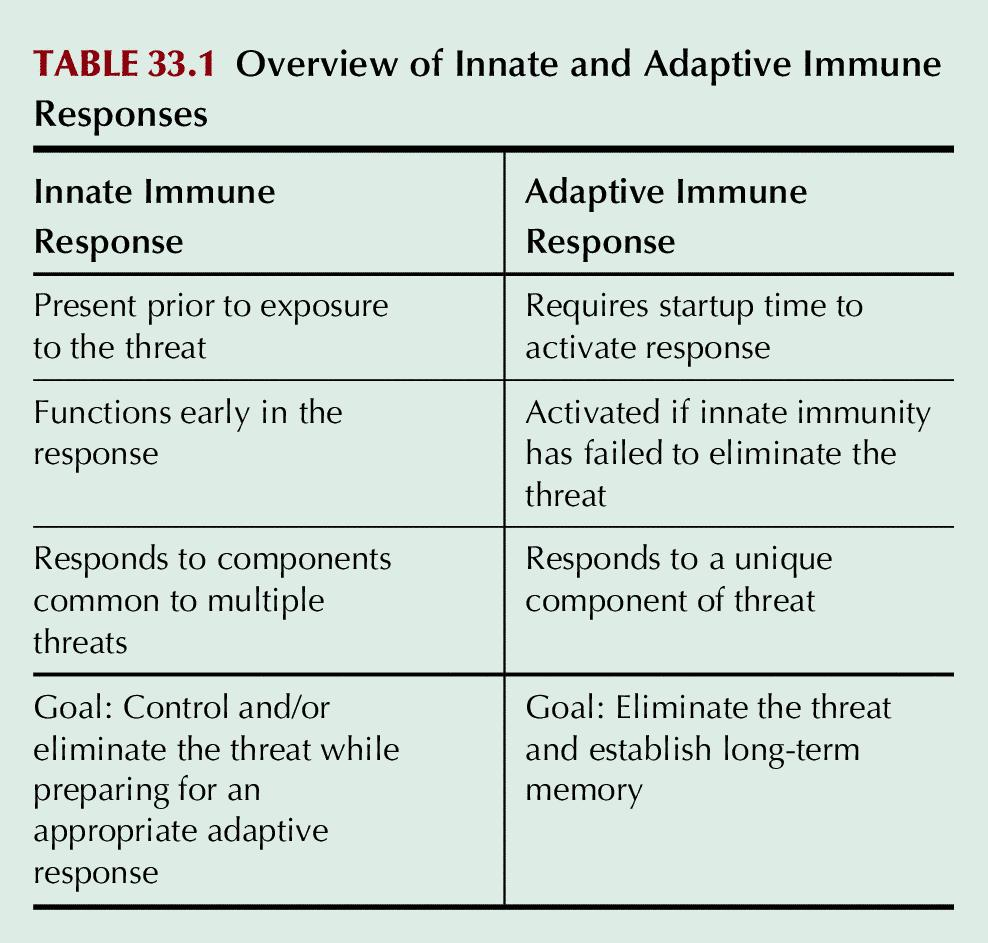 TABLE 33.1 Overview of Innate and Adaptive Immune
Responses
Innate Immune
Response
Adaptive Immune
Response
Present prior to exposure
to the threat
Requires startup time to
activate response
Functions early in the
response
Activated if innate immunity
has failed to eliminate the
threat
Responds to components
common to multiple
threats
Responds to a unique
component of threat
Goal: Control and/or
eliminate the threat while
preparing for an
appropriate adaptive
response
Goal: Eliminate the threat
and establish long-term
memory